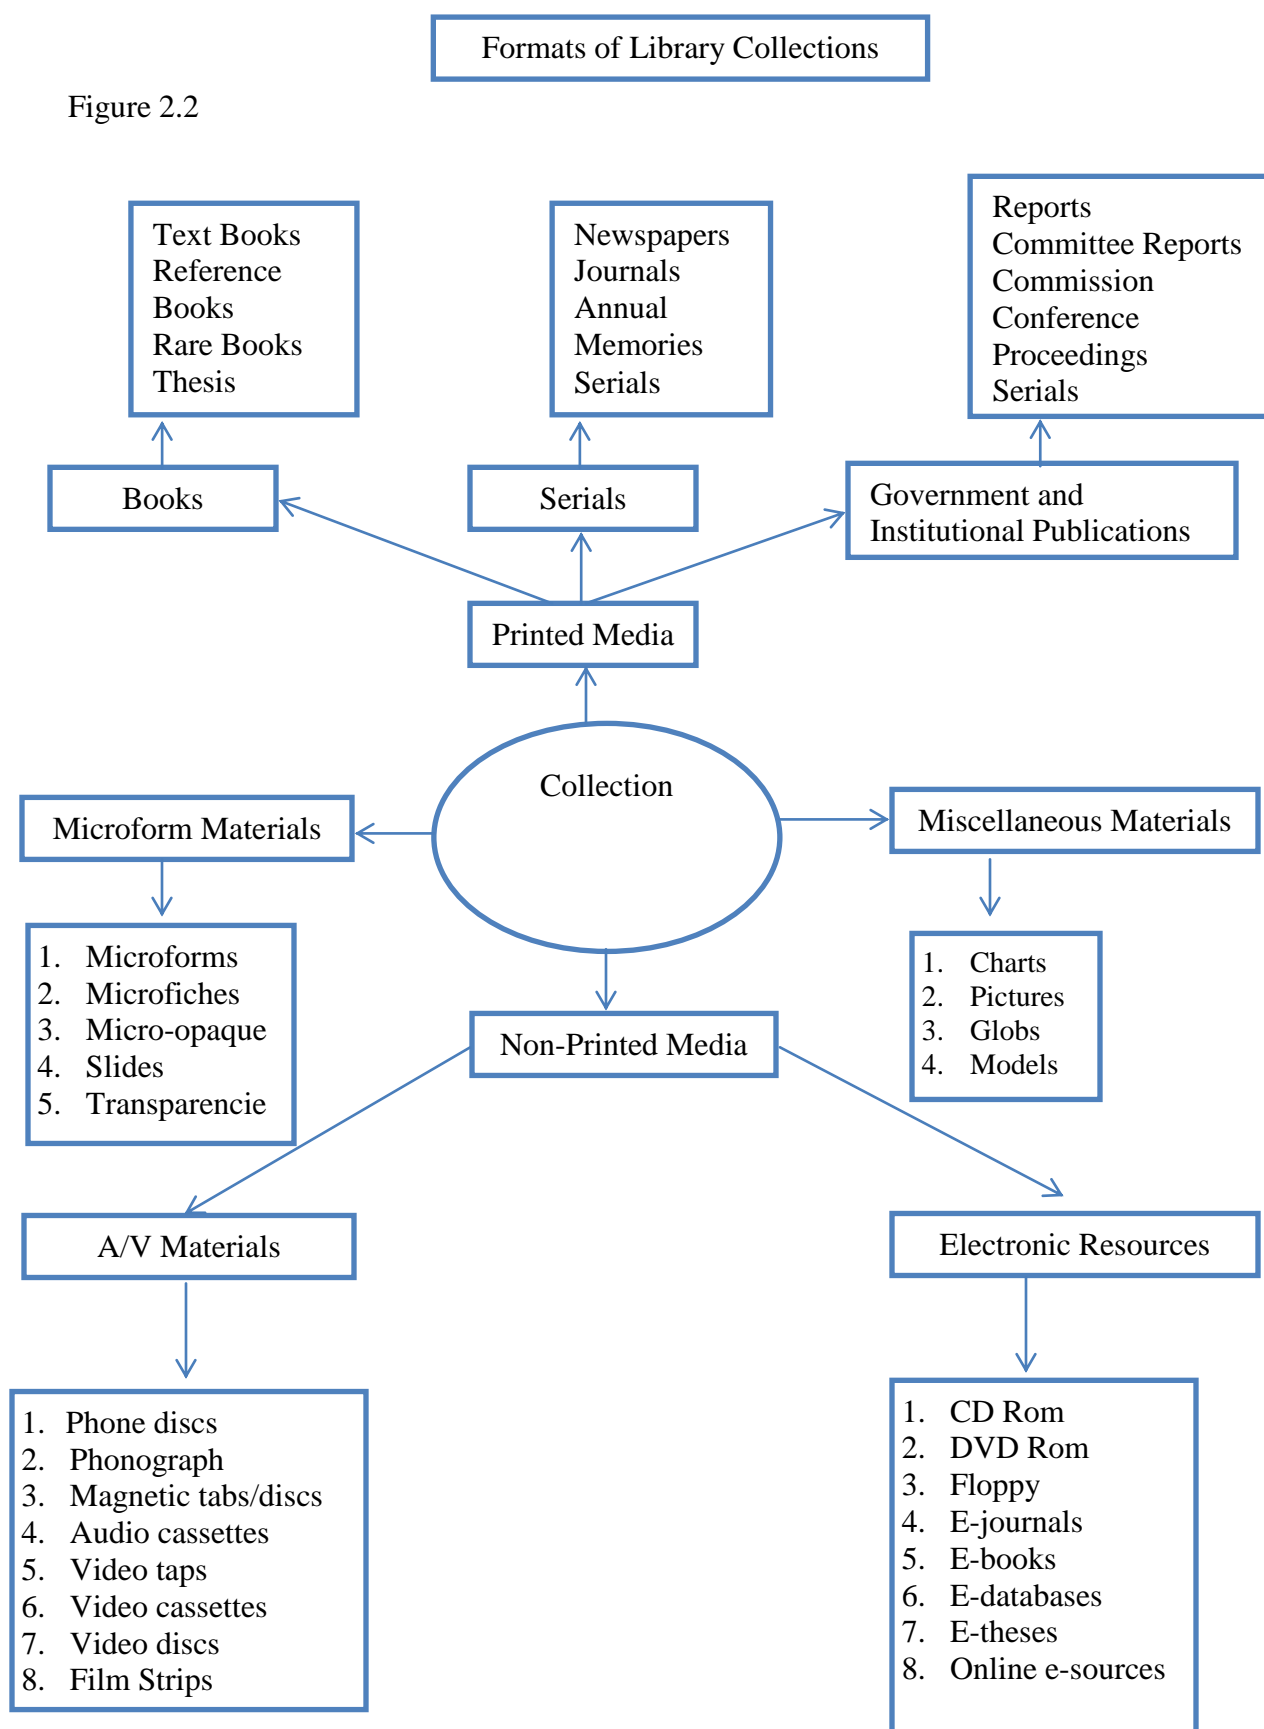 Formats of Library Collections
Figure 2.2
Text Books
Reference
Books
Rare Books
Thesis
Newspapers
Journals
Annual
Memories
Serials
Reports
Committee Reports
Commission
Conference
Proceedings
Serials
Books
Serials
Government and
Institutional Publications
Printed Media
Collection
Microform Materials
Miscellaneous Materials
1. Microforms
2. Microfiches
3. Micro-opaque
4. Slides
5. Transparencie
1. Charts
2. Pictures
3. Globs
4. Models
Non-Printed Media
A/V Materials
Electronic Resources
1. Phone discs
2. Phonograph
3. Magnetic tabs/discs
4. Audio cassettes
5. Video taps
6. Video cassettes
7. Video discs
8. Film Strips
1. CD Rom
2. DVD Rom
3. Floppy
4. E-journals
5. E-books
6. E-databases
7. E-theses
8. Online e-sources